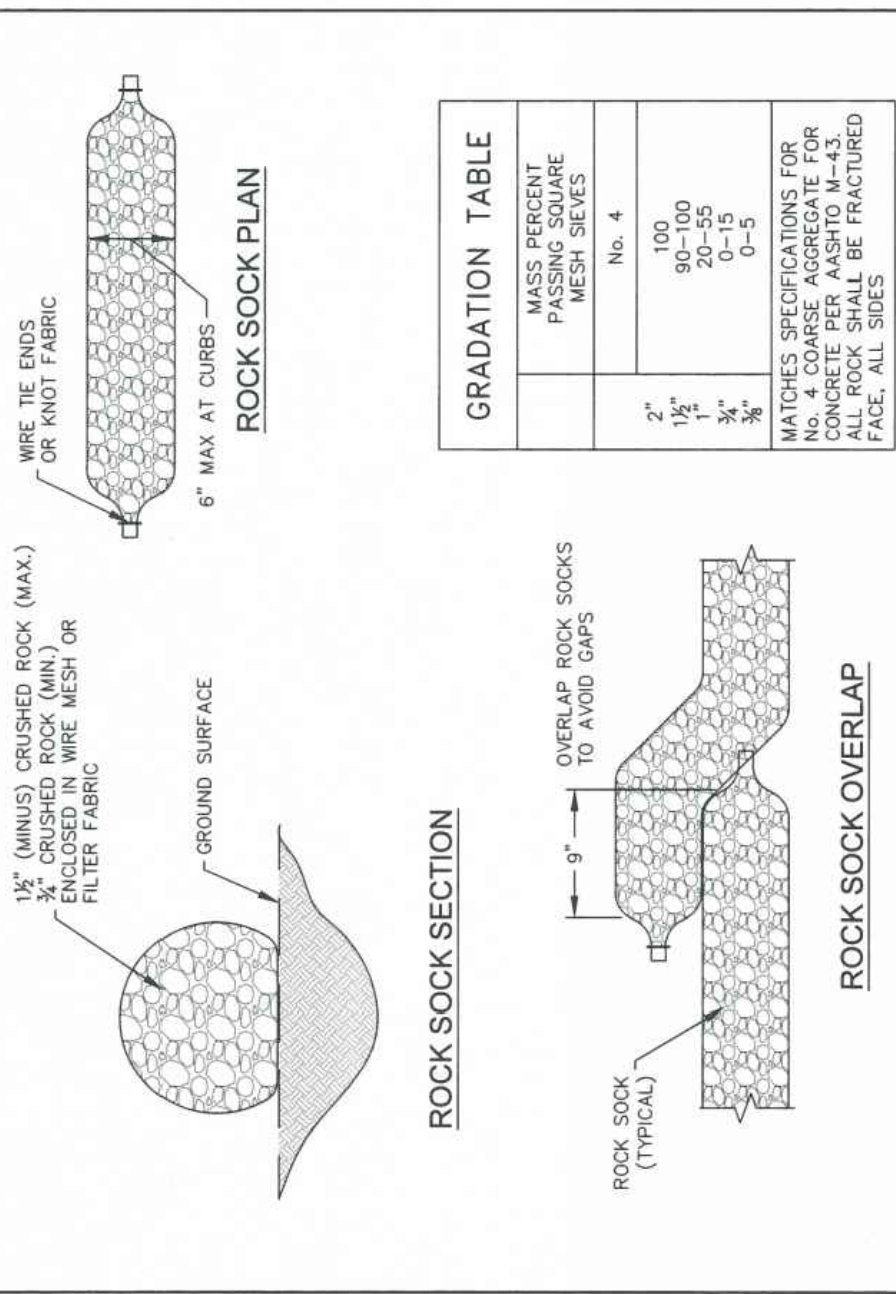 1½" (MINUS) CRUSHED ROCK (MAX.)
¾" CRUSHED ROCK (MIN.)
ENCLOSED IN WIRE MESH OR
FILTER FABRIC
GROUND SURFACE
ROCK SOCK SECTION
WIRE TIE ENDS
OR KNOT FABRIC
6" MAX AT CURBS
ROCK SOCK PLAN
ROCK SOCK
(TYPICAL)
9"
OVERLAP ROCK SOCKS
TO AVOID GAPS
ROCK SOCK OVERLAP
GRADATION TABLE
MASS PERCENT
PASSING SQUARE
MESH SIEVES
No. 4
2" 100
1½" 90-100
1" 20-55
¾" 0-15
⅜" 0-5
MATCHES SPECIFICATIONS FOR
No. 4 COARSE AGGREGATE FOR
CONCRETE PER AASHTO M-43.
ALL ROCK SHALL BE FRACTURED
FACE, ALL SIDES